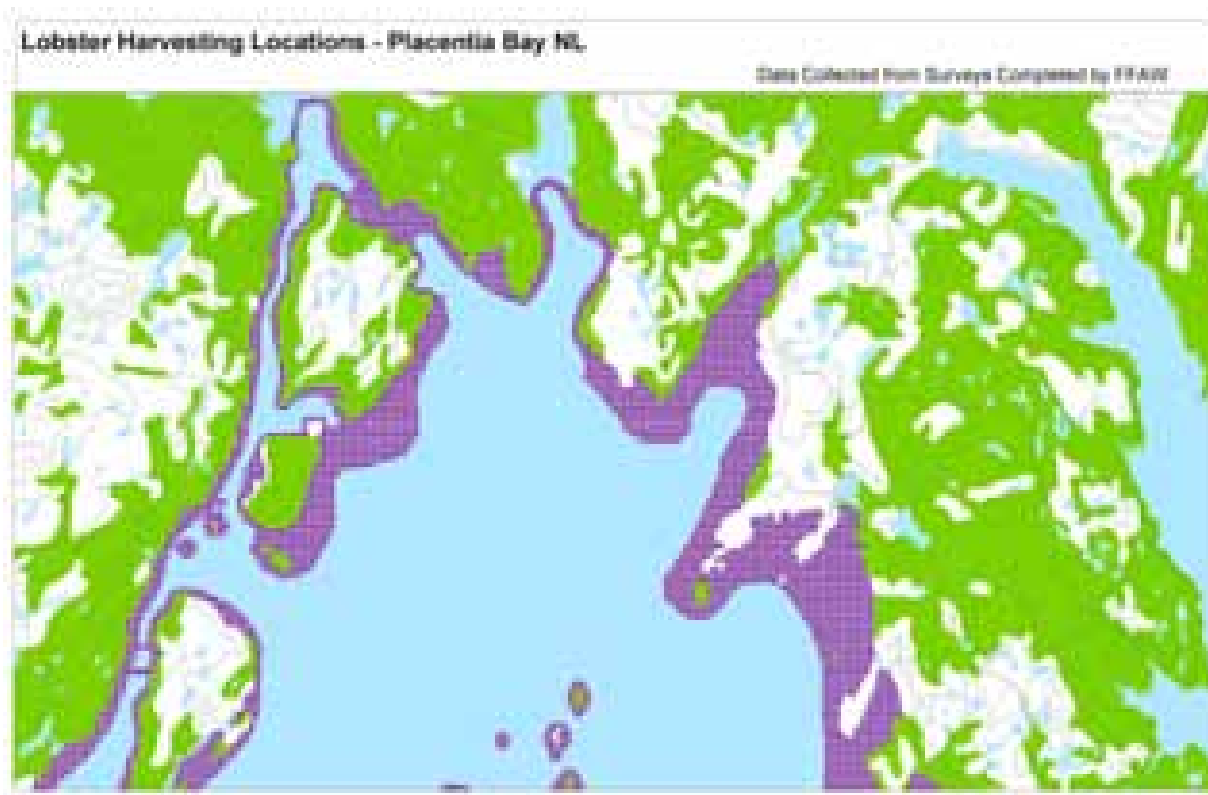 Lobster Harvesting Locations - Placentia Bay NL
Data Collected from Surveys Completed by FFAW